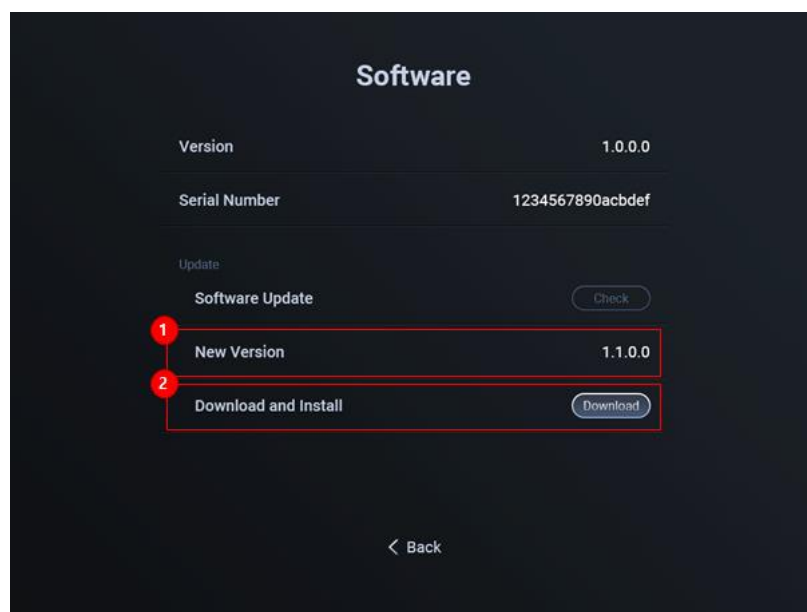 Software
Version 1.0.0.0
Serial Number 1234567890acbdef
Update
Software Update Check
1
New Version 1.1.0.0
2
Download and Install Download
Back